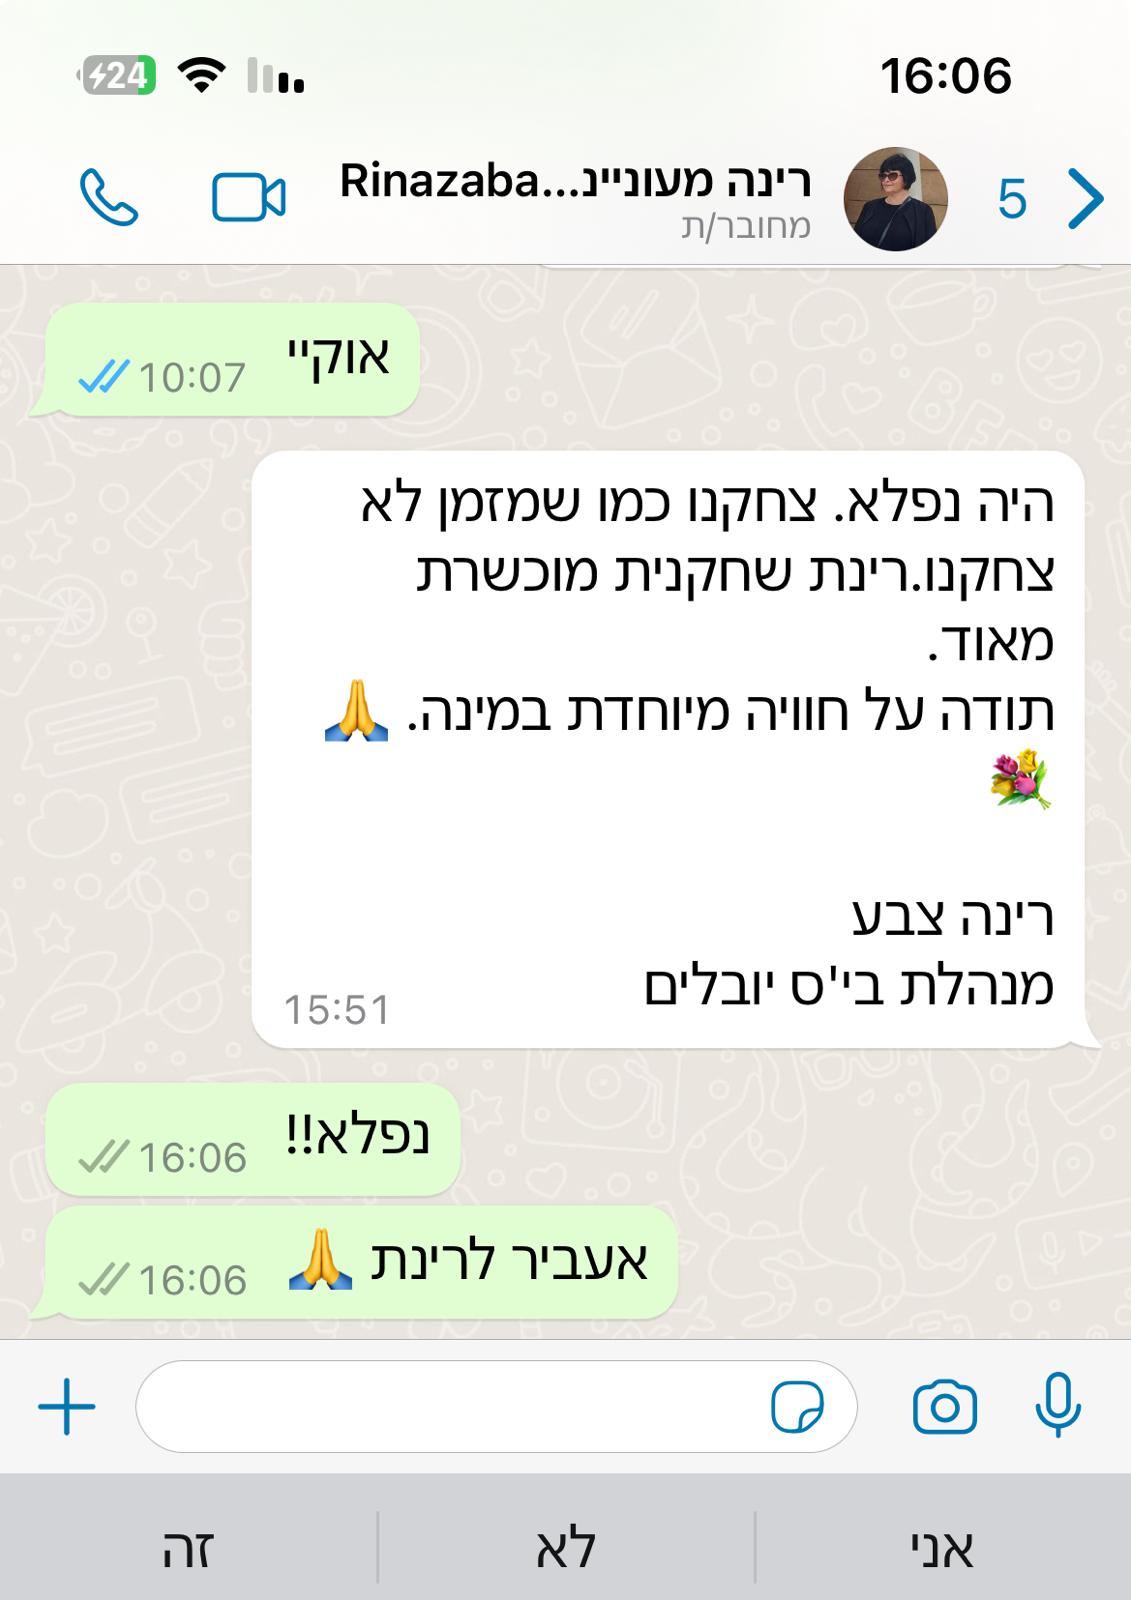 16:06
24
5
רינה מעוניינ...Rinazaba
מחובר/ת
אוקיי
10:07
היה נפלא. צחקנו כמו שמזמן לא
צחקנו.רינת שחקנית מוכשרת
מאוד.
תודה על חוויה מיוחדת במינה. 🙏
💐
רינה צבע
מנהלת בי'ס יובלים
15:51
נפלא!!
16:06
אעביר לרינת 🙏
16:06
אני
לא
זה